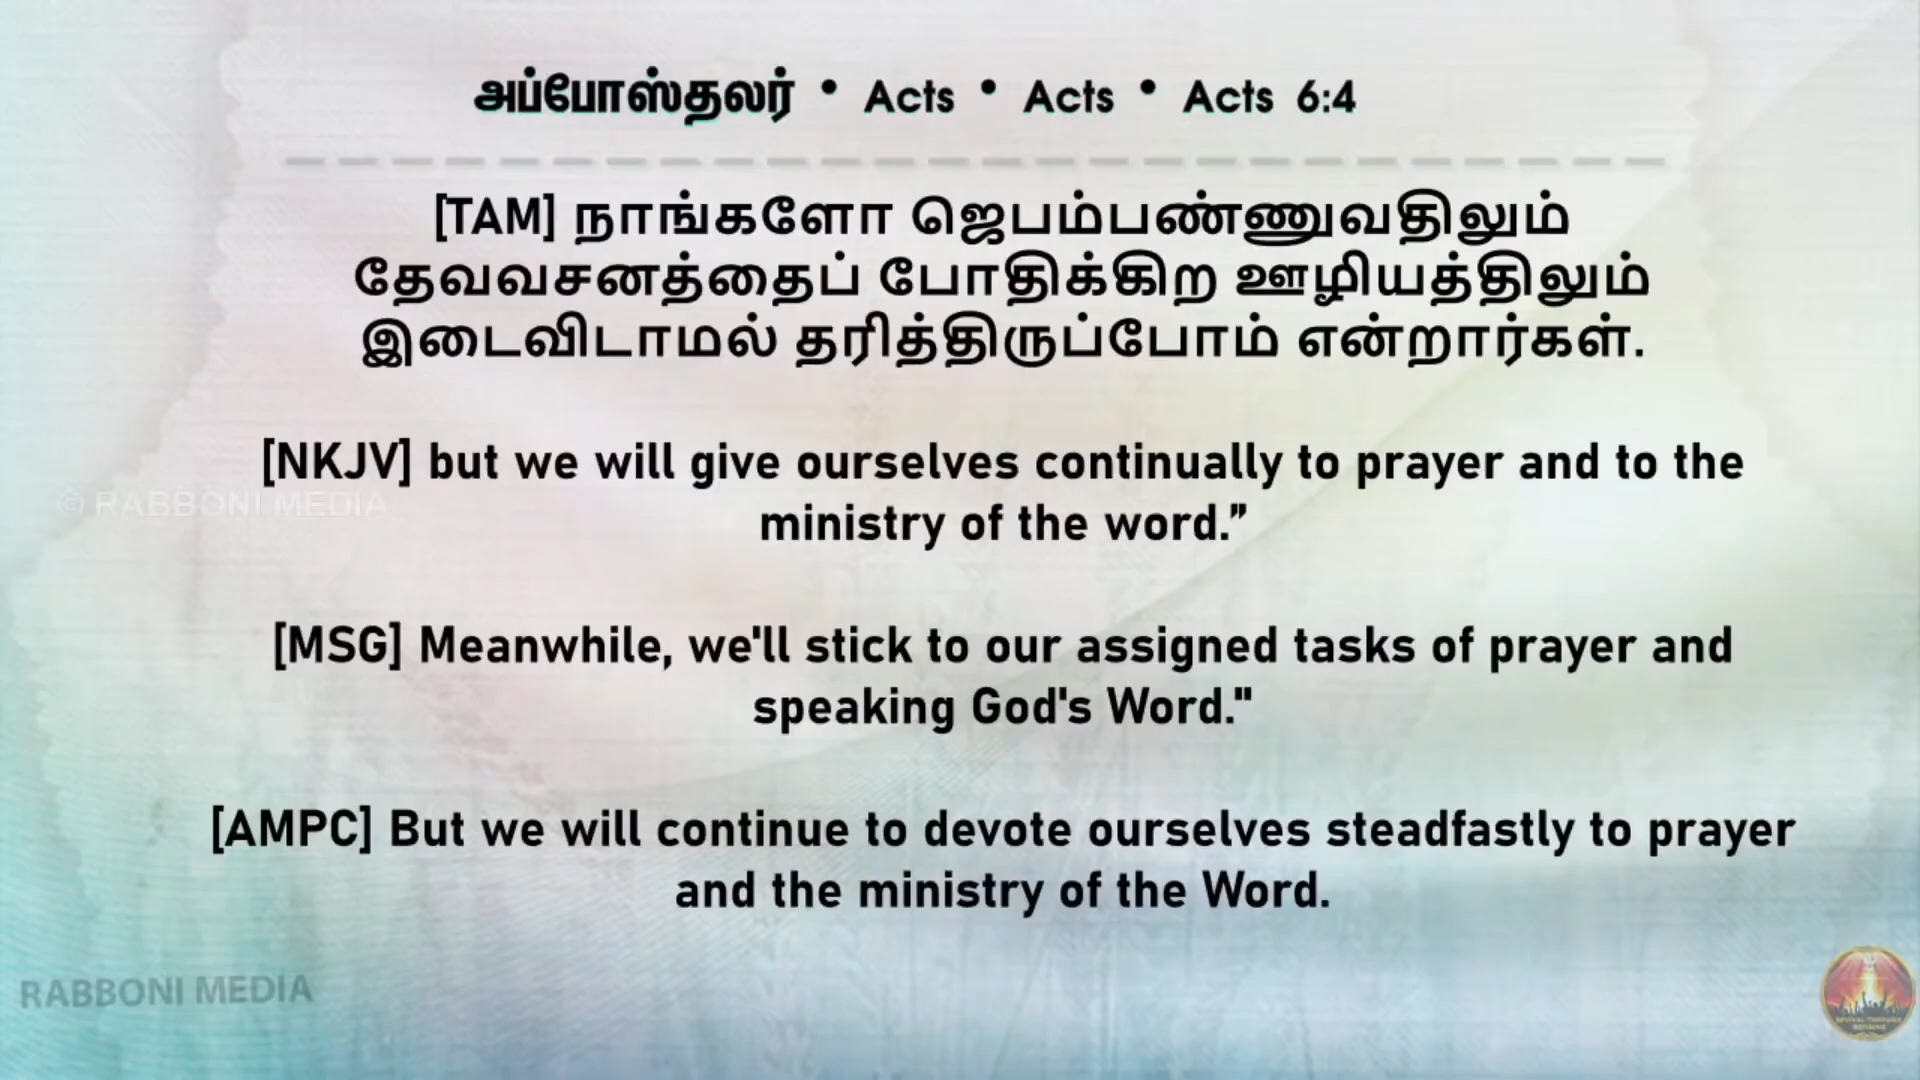 அப்போஸ்தலர் • Acts • Acts • Acts 6:4
[TAM] நாங்களோ ஜெபம்பண்ணுவதிலும்
தேவவசனத்தைப் போதிக்கிற ஊழியத்திலும்
இடைவிடாமல் தரித்திருப்போம் என்றார்கள்.
[NKJV] but we will give ourselves continually to prayer and to the
© RABBONI MEDIA
ministry of the word.”
[MSG] Meanwhile, we'll stick to our assigned tasks of prayer and
speaking God's Word."
[AMPC] But we will continue to devote ourselves steadfastly to prayer
and the ministry of the Word.
RABBONI MEDIA
REVIVAL THROUGH